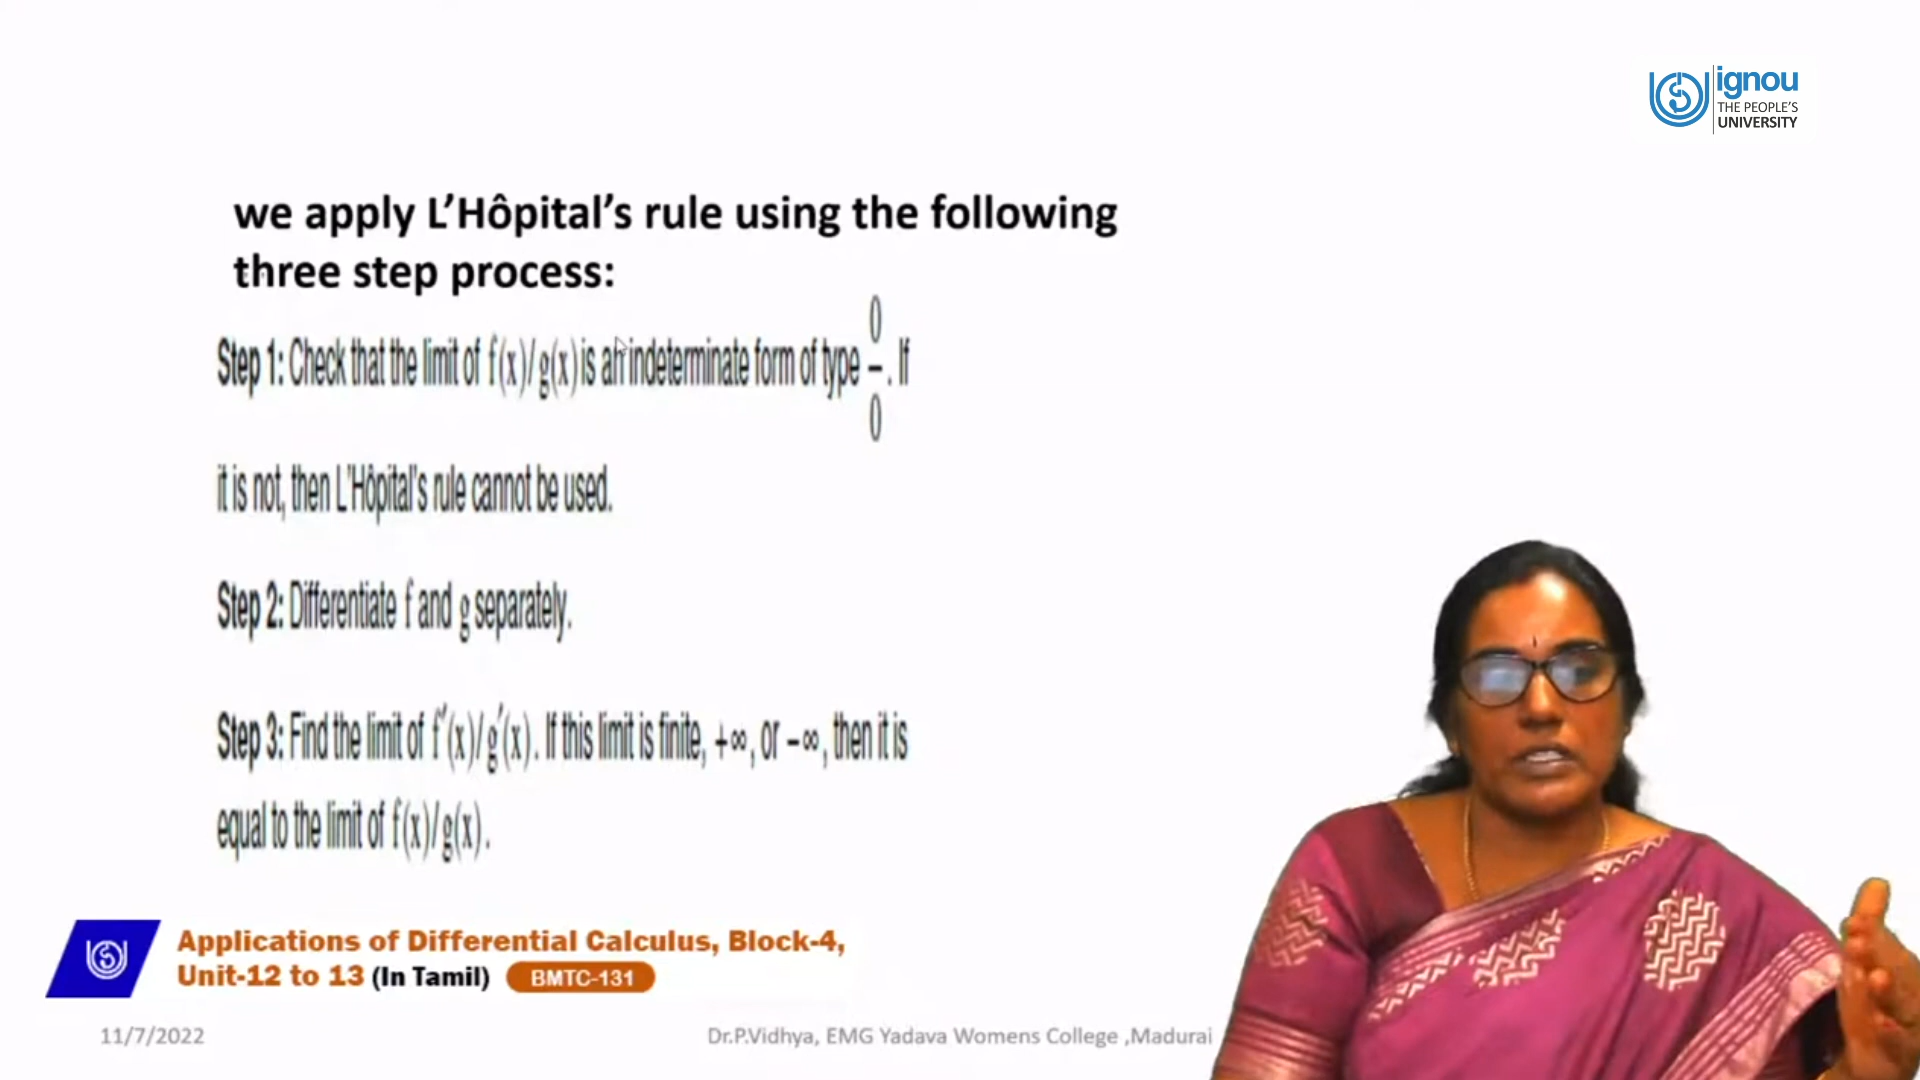 ignou
THE PEOPLE'S
UNIVERSITY
we apply L'Hôpital's rule using the following
three step process:
Step 1: Check that the limit of f(x)/g(x) is an indeterminate form of type 0/0. If
it is not, then L'Hôpital's rule cannot be used.
Step 2: Differentiate f and g separately.
Step 3: Find the limit of f′(x)/g′(x). If this limit is finite, +∞, or −∞, then it is
equal to the limit of f(x)/g(x).
Applications of Differential Calculus, Block-4,
Unit-12 to 13 (In Tamil) BMTC-131
11/7/2022
Dr.P.Vidhya, EMG Yadava Womens College ,Madurai